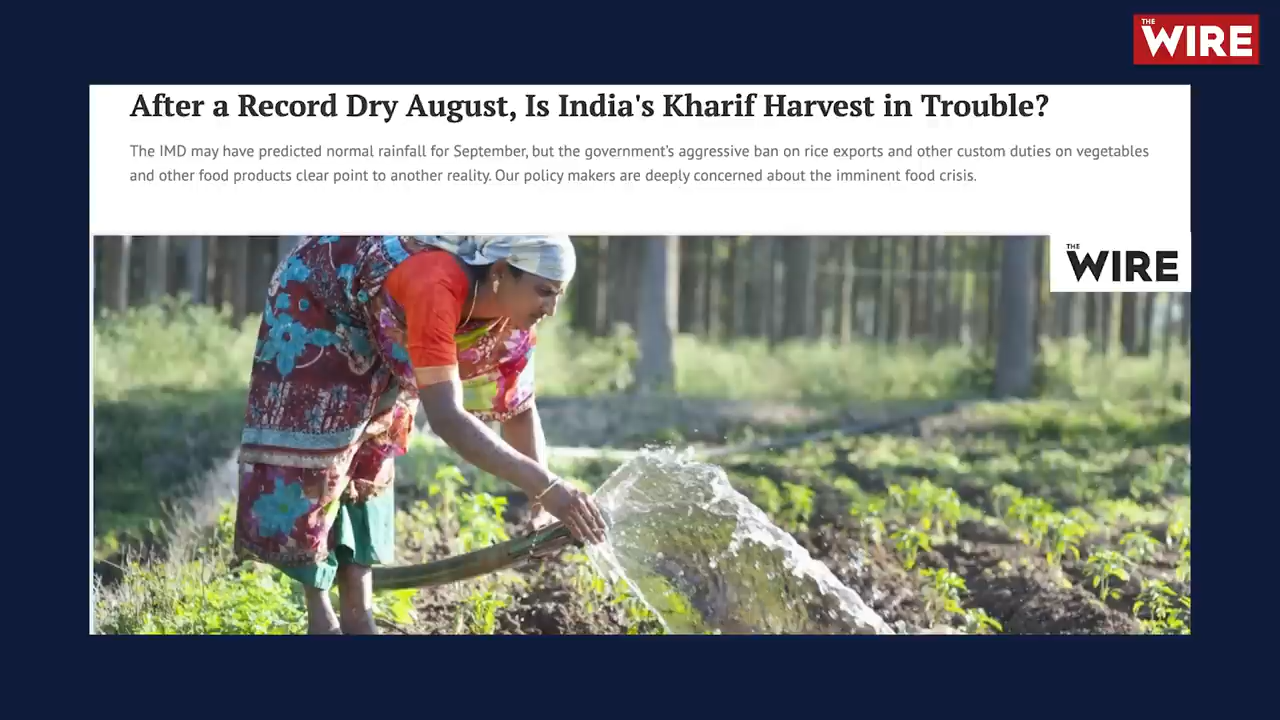 THE
WIRE
After a Record Dry August, Is India's Kharif Harvest in Trouble?
The IMD may have predicted normal rainfall for September, but the government's aggressive ban on rice exports and other custom duties on vegetables
and other food products clear point to another reality. Our policy makers are deeply concerned about the imminent food crisis.
THE
WIRE